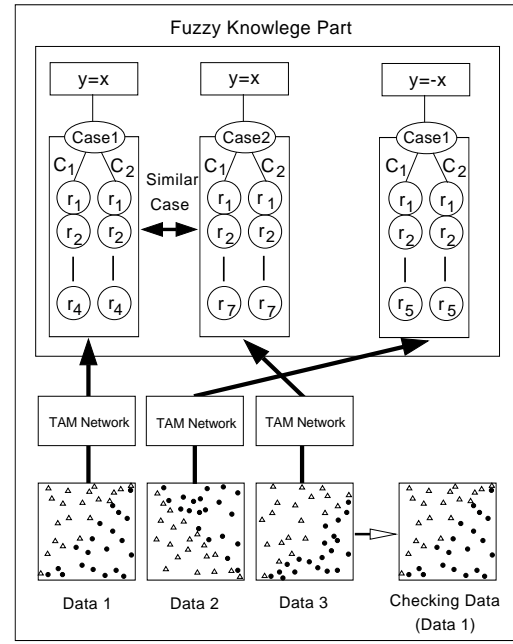 Fuzzy Knowlege Part
y=x y=x y=-x
Case1 Case2 Case1
C1 C2 C1 C2 C1 C2
Similar
Case
r1 r1 r1 r1 r1 r1
r2 r2 r2 r2 r2 r2
r4 r4 r7 r7 r5 r5
TAM Network TAM Network TAM Network
Data 1 Data 2 Data 3 Checking Data
(Data 1)